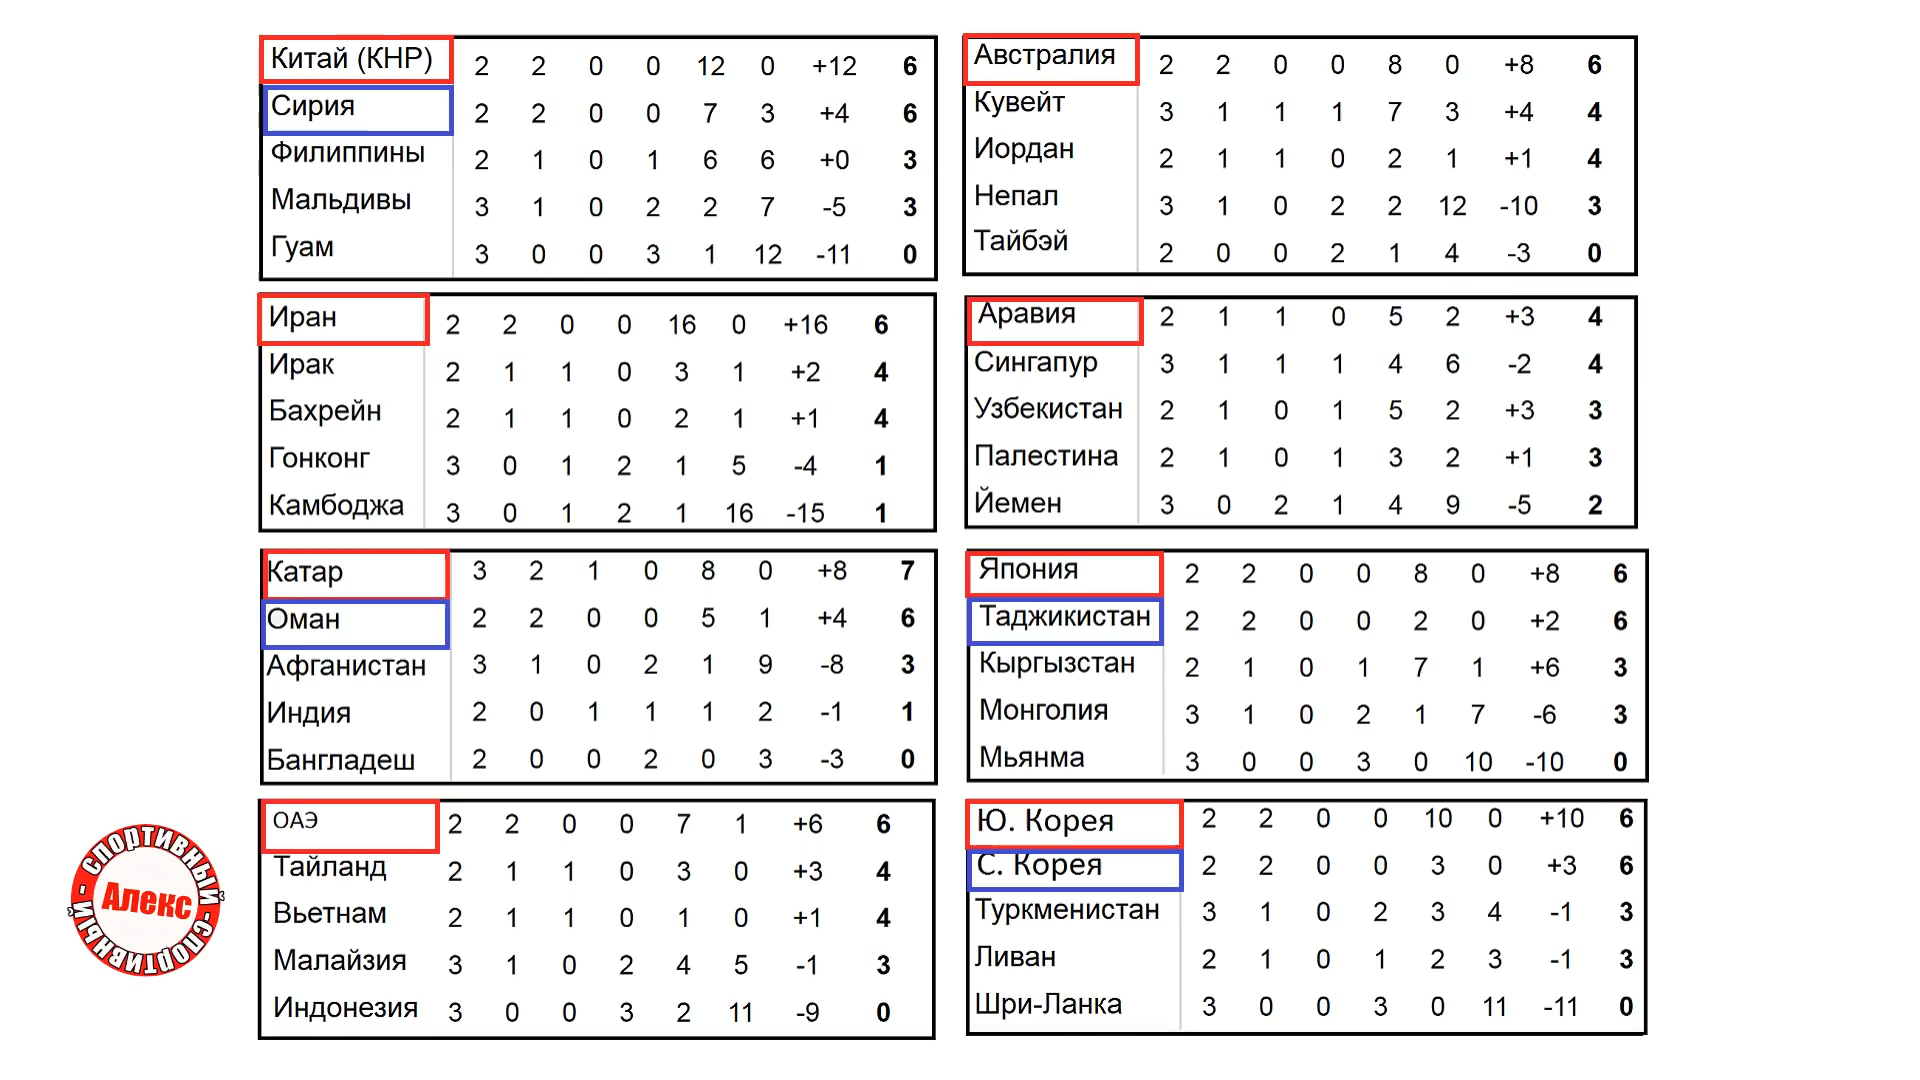 Китай (КНР) 2 2 0 0 12 0 +12 6
Сирия 2 2 0 0 7 3 +4 6
Филиппины 2 1 0 1 6 6 +0 3
Мальдивы 3 1 0 2 2 7 -5 3
Гуам 3 0 0 3 1 12 -11 0
Австралия 2 2 0 0 8 0 +8 6
Кувейт 3 1 1 1 7 3 +4 4
Иордан 2 1 1 0 2 1 +1 4
Непал 3 1 0 2 2 12 -10 3
Тайбэй 2 0 0 2 1 4 -3 0
Иран 2 2 0 0 16 0 +16 6
Ирак 2 1 1 0 3 1 +2 4
Бахрейн 2 1 1 0 2 1 +1 4
Гонконг 3 0 1 2 1 5 -4 1
Камбоджа 3 0 1 2 1 16 -15 1
Аравия 2 1 1 0 5 2 +3 4
Сингапур 3 1 1 1 4 6 -2 4
Узбекистан 2 1 0 1 5 2 +3 3
Палестина 2 1 0 1 3 2 +1 3
Йемен 3 0 2 1 4 9 -5 2
Катар 3 2 1 0 8 0 +8 7
Оман 2 2 0 0 5 1 +4 6
Афганистан 3 1 0 2 1 9 -8 3
Индия 2 0 1 1 1 2 -1 1
Бангладеш 2 0 0 2 0 3 -3 0
Япония 2 2 0 0 8 0 +8 6
Таджикистан 2 2 0 0 2 0 +2 6
Кыргызстан 2 1 0 1 7 1 +6 3
Монголия 3 1 0 2 1 7 -6 3
Мьянма 3 0 0 3 0 10 -10 0
ОАЭ 2 2 0 0 7 1 +6 6
Тайланд 2 1 1 0 3 0 +3 4
Вьетнам 2 1 1 0 1 0 +1 4
Малайзия 3 1 0 2 4 5 -1 3
Индонезия 3 0 0 3 2 11 -9 0
Ю. Корея 2 2 0 0 10 0 +10 6
С. Корея 2 2 0 0 3 0 +3 6
Туркменистан 3 1 0 2 3 4 -1 3
Ливан 2 1 0 1 2 3 -1 3
Шри-Ланка 3 0 0 3 0 11 -11 0
СПОРТИВНЫЙ - СПОРТИВНЫЙ -
Алекс